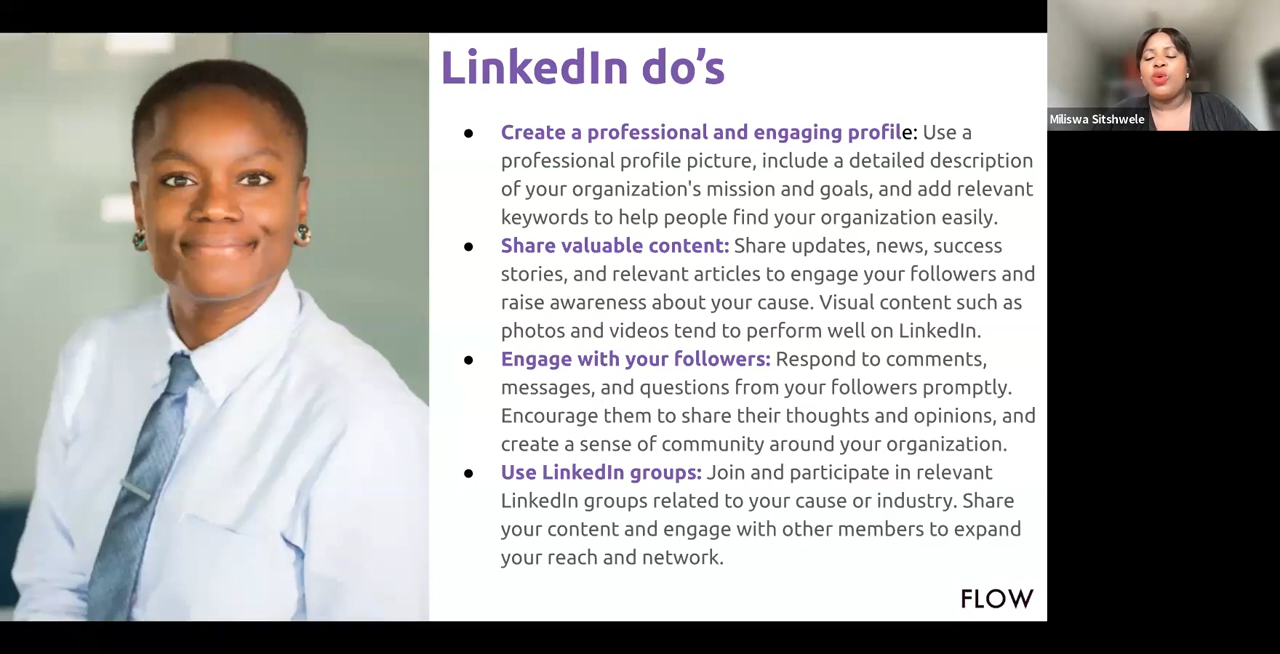 LinkedIn do's
● Create a professional and engaging profile: Use a
professional profile picture, include a detailed description
of your organization's mission and goals, and add relevant
keywords to help people find your organization easily.
● Share valuable content: Share updates, news, success
stories, and relevant articles to engage your followers and
raise awareness about your cause. Visual content such as
photos and videos tend to perform well on LinkedIn.
● Engage with your followers: Respond to comments,
messages, and questions from your followers promptly.
Encourage them to share their thoughts and opinions, and
create a sense of community around your organization.
● Use LinkedIn groups: Join and participate in relevant
LinkedIn groups related to your cause or industry. Share
your content and engage with other members to expand
your reach and network.
FLOW
Miliswa Sitshwele